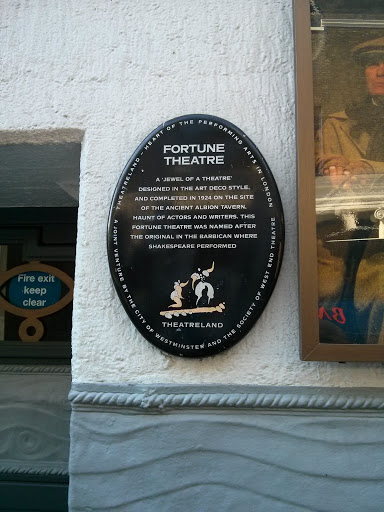 THEATRELAND - HEART OF THE PERFORMING ARTS IN LONDON
FORTUNE
THEATRE
A 'JEWEL OF A THEATRE'
DESIGNED IN THE ART DECO STYLE,
AND COMPLETED IN 1924 ON THE SITE
OF THE ANCIENT ALBION TAVERN,
HAUNT OF ACTORS AND WRITERS. THIS
FORTUNE THEATRE WAS NAMED AFTER
THE ORIGINAL IN THE BARBICAN WHERE
SHAKESPEARE PERFORMED
THEATRELAND
A JOINT VENTURE BY THE CITY OF WESTMINSTER AND THE SOCIETY OF WEST END THEATRE
Fire exit
keep
clear